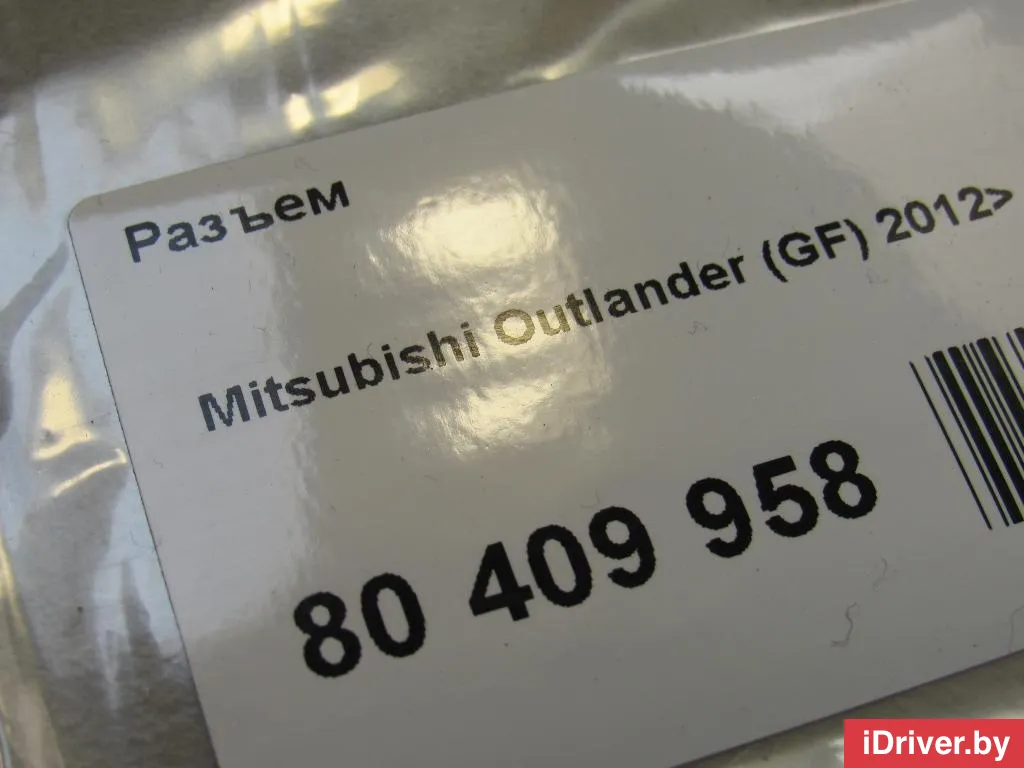 Разъем
Mitsubishi Outlander (GF) 2012>
80 409 958
iDriver.by